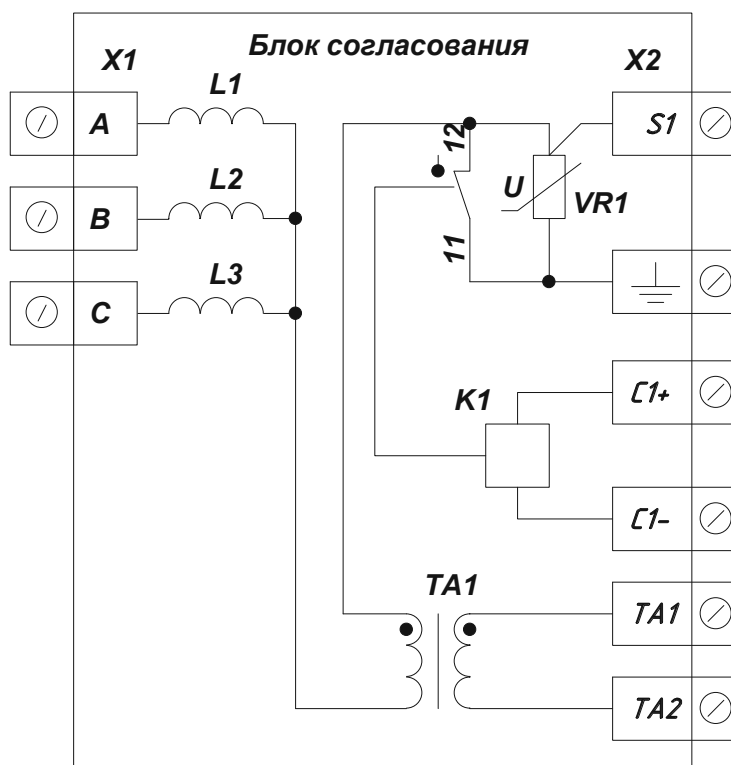 Блок согласования
X1
X2
L1
A
12
S1
L2
U
VR1
B
11
L3
C
K1
C1+
C1-
TA1
TA1
TA2